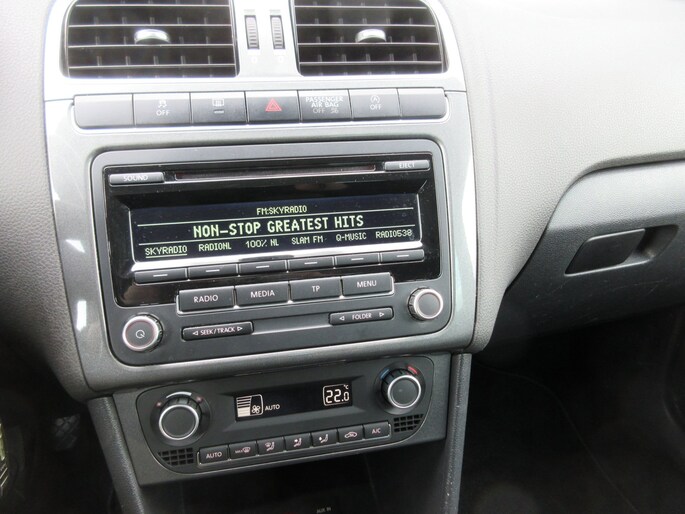 OFF
PASSENGER
AIR BAG
OFF
OFF
SOUND
EJECT
FM:SKYRADIO
NON-STOP GREATEST HITS
SKYRADIO RADIONL 100% NL SLAM FM Q-MUSIC RADIO538
RADIO MEDIA TP MENU
SEEK/TRACK FOLDER
°C
AUTO 22.0
AUTO A/C